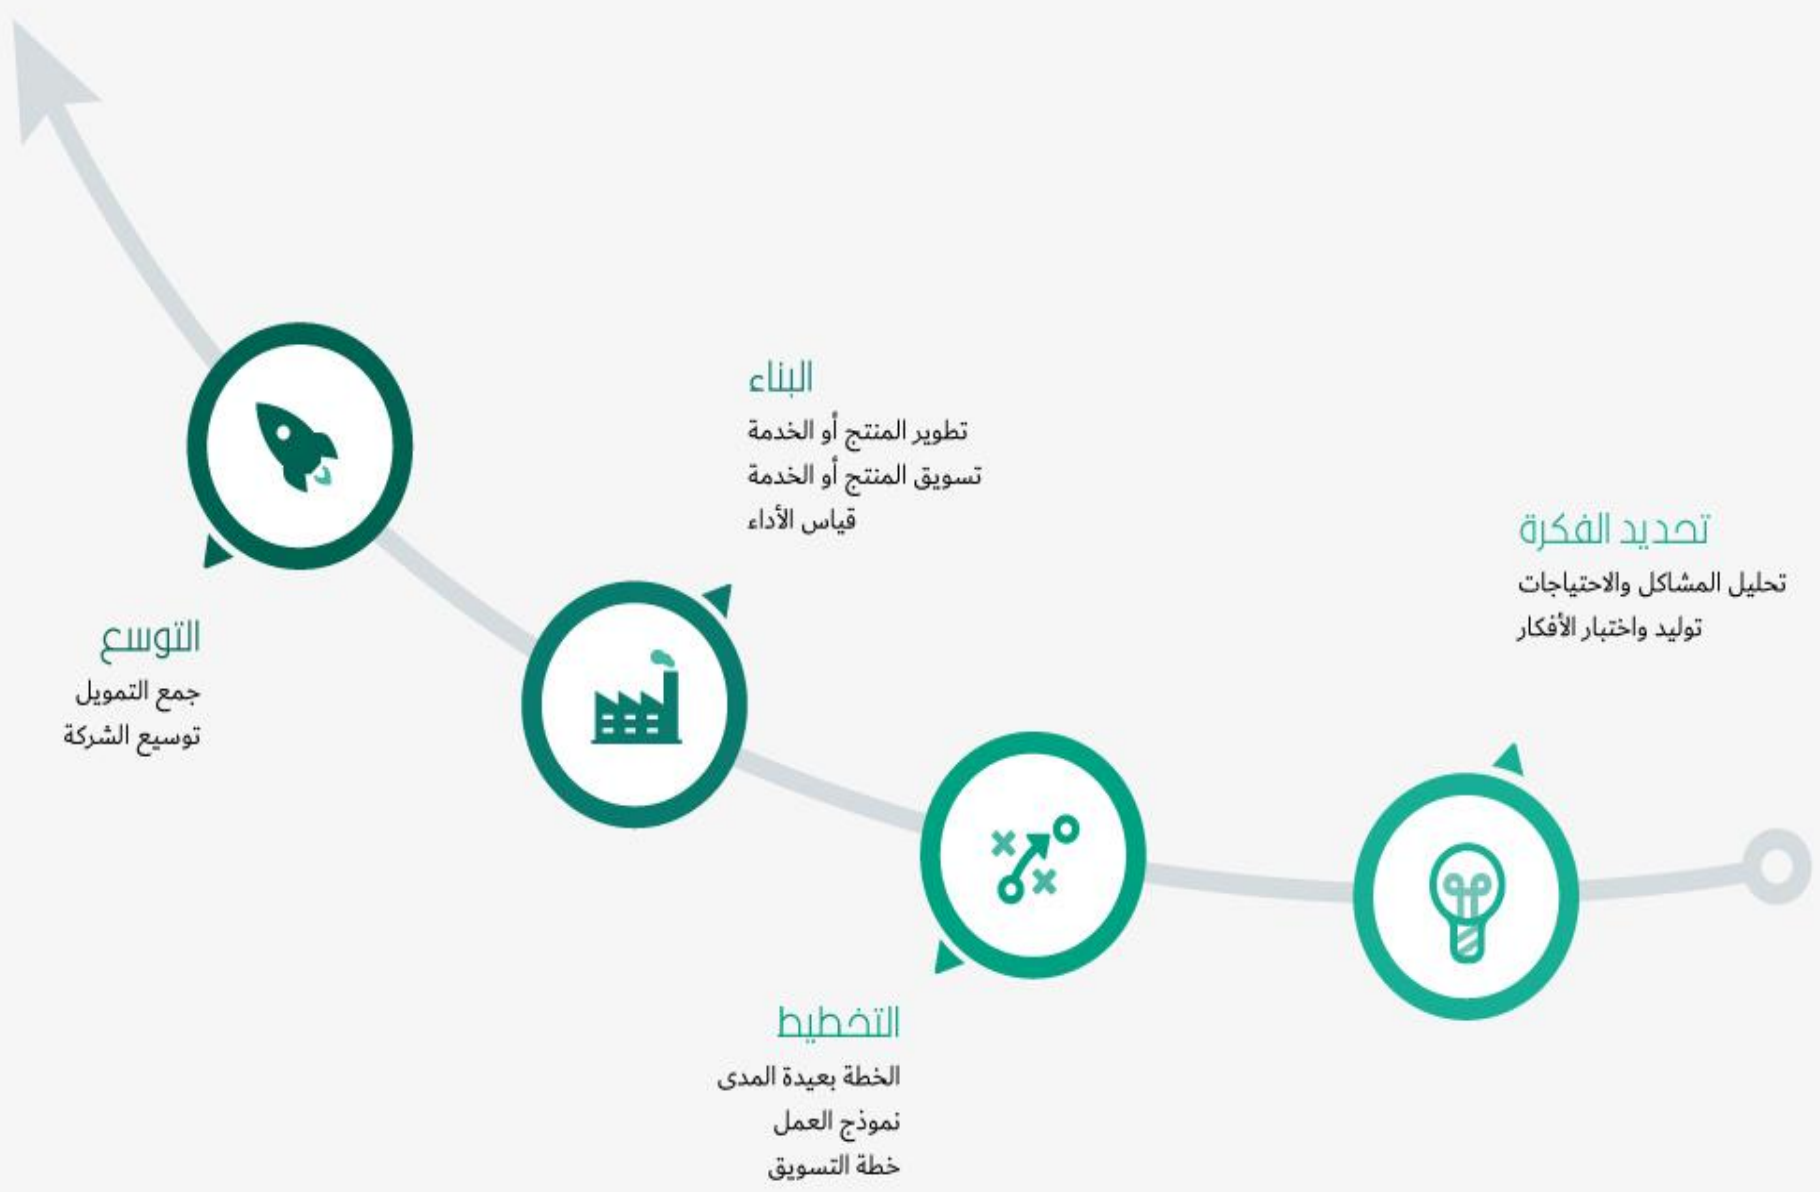 تحديد الفكرة
تحليل المشاكل والاحتياجات
توليد واختبار الأفكار
التخطيط
الخطة بعيدة المدى
نموذج العمل
خطة التسويق
البناء
تطوير المنتج أو الخدمة
تسويق المنتج أو الخدمة
قياس الأداء
التوسع
جمع التمويل
توسيع الشركة